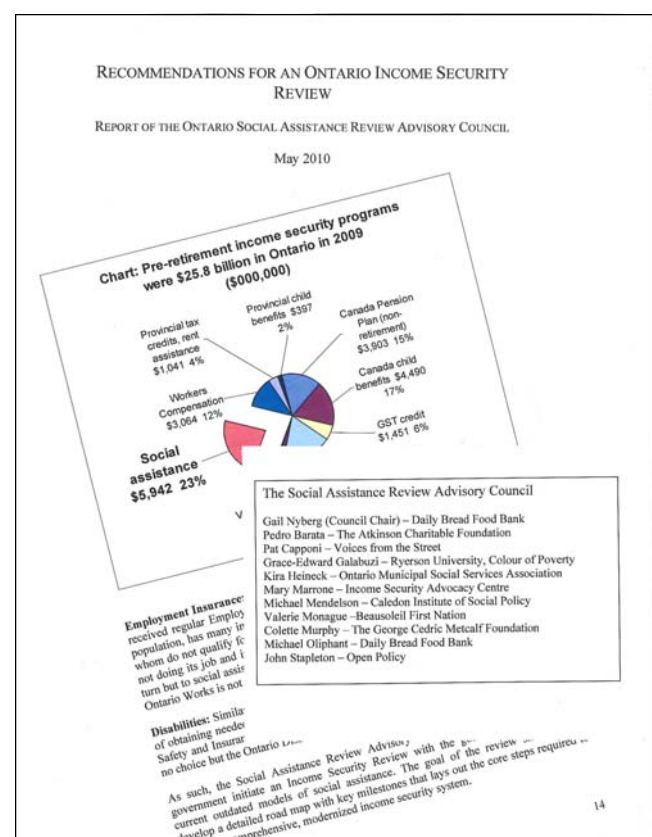 RECOMMENDATIONS FOR AN ONTARIO INCOME SECURITY
REVIEW
REPORT OF THE ONTARIO SOCIAL ASSISTANCE REVIEW ADVISORY COUNCIL
May 2010
Chart: Pre-retirement income security programs
were $25.8 billion in Ontario in 2009
($000,000)
Provincial child
benefits $397
2%
Provincial tax
credits, rent
assistance
$1,041 4%
Canada Pension
Plan (non-
retirement)
$3,903 15%
Canada child
benefits $4,490
17%
Workers
Compensation
$3,064 12%
GST credit
$1,451 6%
Social
assistance
$5,942 23%
V
The Social Assistance Review Advisory Council
Gail Nyberg (Council Chair) – Daily Bread Food Bank
Pedro Barata – The Atkinson Charitable Foundation
Pat Capponi – Voices from the Street
Grace-Edward Galabuzi – Ryerson University, Colour of Poverty
Kira Heineck – Ontario Municipal Social Services Association
Mary Marrone – Income Security Advocacy Centre
Michael Mendelson – Caledon Institute of Social Policy
Valerie Monague –Beausoleil First Nation
Colette Murphy – The George Cedric Metcalf Foundation
Michael Oliphant – Daily Bread Food Bank
John Stapleton – Open Policy
Employment Insurance:
received regular Employ
population, has many in
whom do not qualify fo
not doing its job and i
turn but to social assis
Ontario Works is not
Disabilities: Simila
of obtaining neede
Safety and Insurar
no choice but the Ontario
As such, the Social Assistance Review Advisory
government initiate an Income Security Review with the
current outdated models of social assistance. The goal of the review
develop a detailed road map with key milestones that lays out the core steps required
comprehensive, modernized income security system.
14